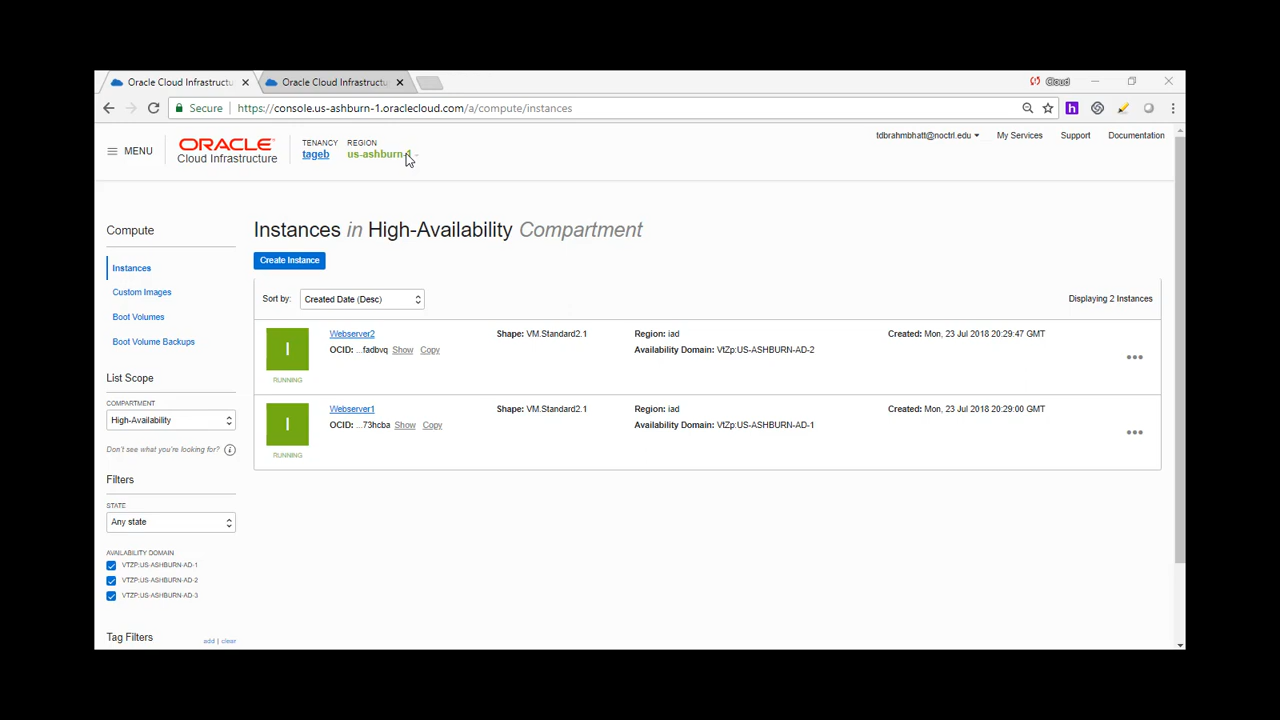 Oracle Cloud Infrastructu
Oracle Cloud Infrastructu
Cloud
Secure
https://console.us-ashburn-1.oraclecloud.com/a/compute/instances
MENU
ORACLE
Cloud Infrastructure
TENANCY
tageb
REGION
us-ashburn-1
tdbrahmbhatt@noctrl.edu
My Services
Support
Documentation
Compute
Instances
Custom Images
Boot Volumes
Boot Volume Backups
List Scope
COMPARTMENT
High-Availability
Don't see what you're looking for?
Filters
STATE
Any state
AVAILABILITY DOMAIN
VTZP:US-ASHBURN-AD-1
VTZP:US-ASHBURN-AD-2
VTZP:US-ASHBURN-AD-3
Tag Filters
add | clear
Instances in High-Availability Compartment
Create Instance
Sort by:
Created Date (Desc)
Displaying 2 Instances
I
RUNNING
Webserver2
OCID: ...fadbvq Show Copy
Shape: VM.Standard2.1
Region: iad
Availability Domain: VtZp:US-ASHBURN-AD-2
Created: Mon, 23 Jul 2018 20:29:47 GMT
I
RUNNING
Webserver1
OCID: ...73hcba Show Copy
Shape: VM.Standard2.1
Region: iad
Availability Domain: VtZp:US-ASHBURN-AD-1
Created: Mon, 23 Jul 2018 20:29:00 GMT